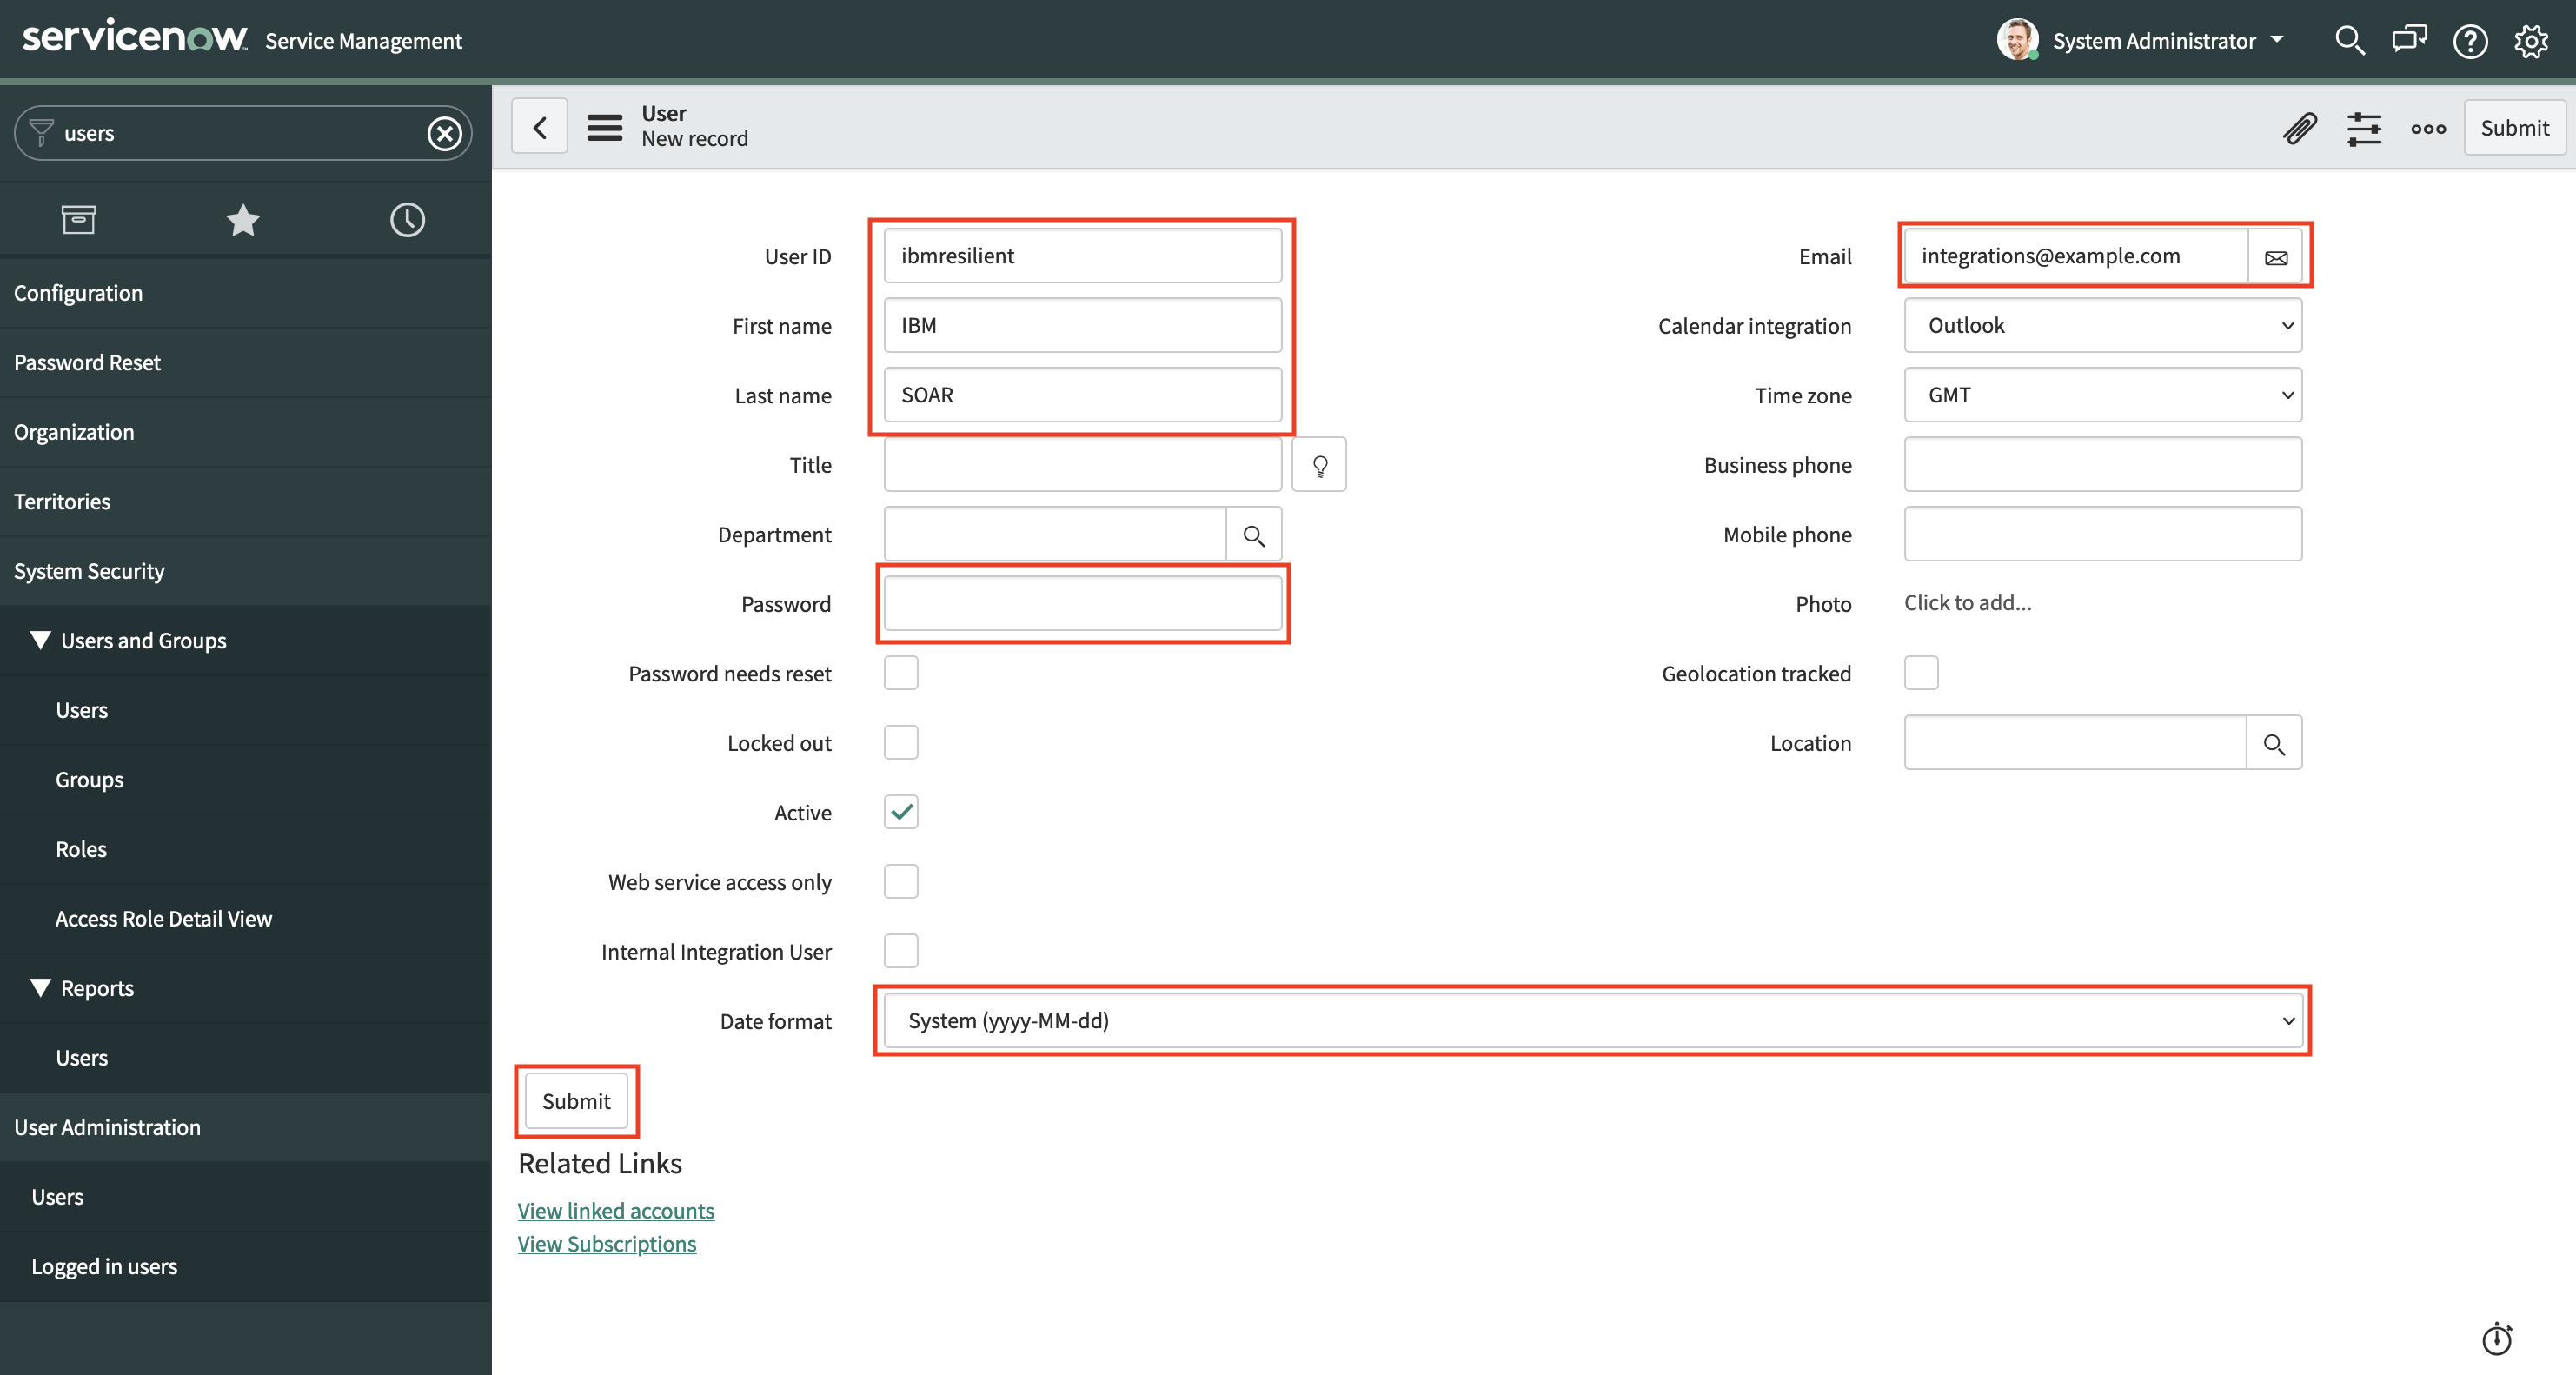 servicenow Service Management
System Administrator
users
Configuration
Password Reset
Organization
Territories
System Security
Users and Groups
Users
Groups
Roles
Access Role Detail View
Reports
Users
User Administration
Users
Logged in users
User
New record
Submit
User ID ibmresilient
First name IBM
Last name SOAR
Title
Department
Password
Password needs reset
Locked out
Active
Web service access only
Internal Integration User
Date format System (yyyy-MM-dd)
Email integrations@example.com
Calendar integration Outlook
Time zone GMT
Business phone
Mobile phone
Photo Click to add...
Geolocation tracked
Location
Submit
Related Links
View linked accounts
View Subscriptions